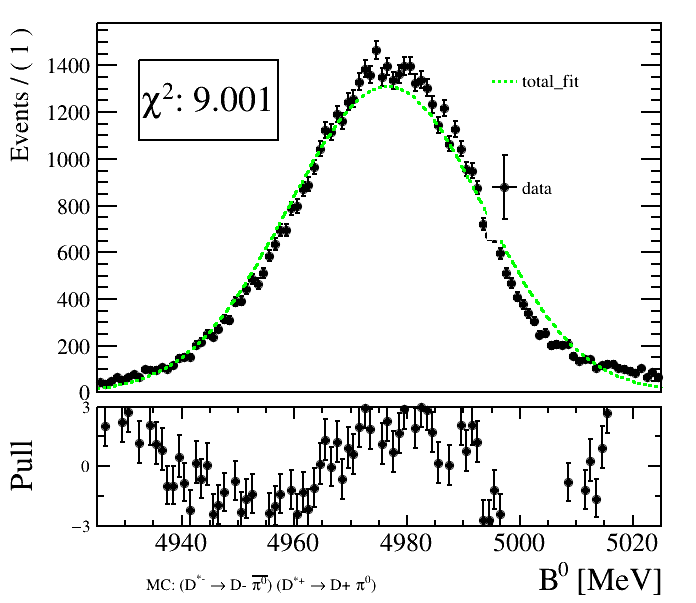 Events / ( 1 )
1400
1200
1000
800
600
400
200
0
χ²: 9.001
total_fit
data
Pull
3
0
−3
4940 4960 4980 5000 5020
B⁰ [MeV]
MC: (D*- → D- π⁰) (D*+ → D+ π⁰)